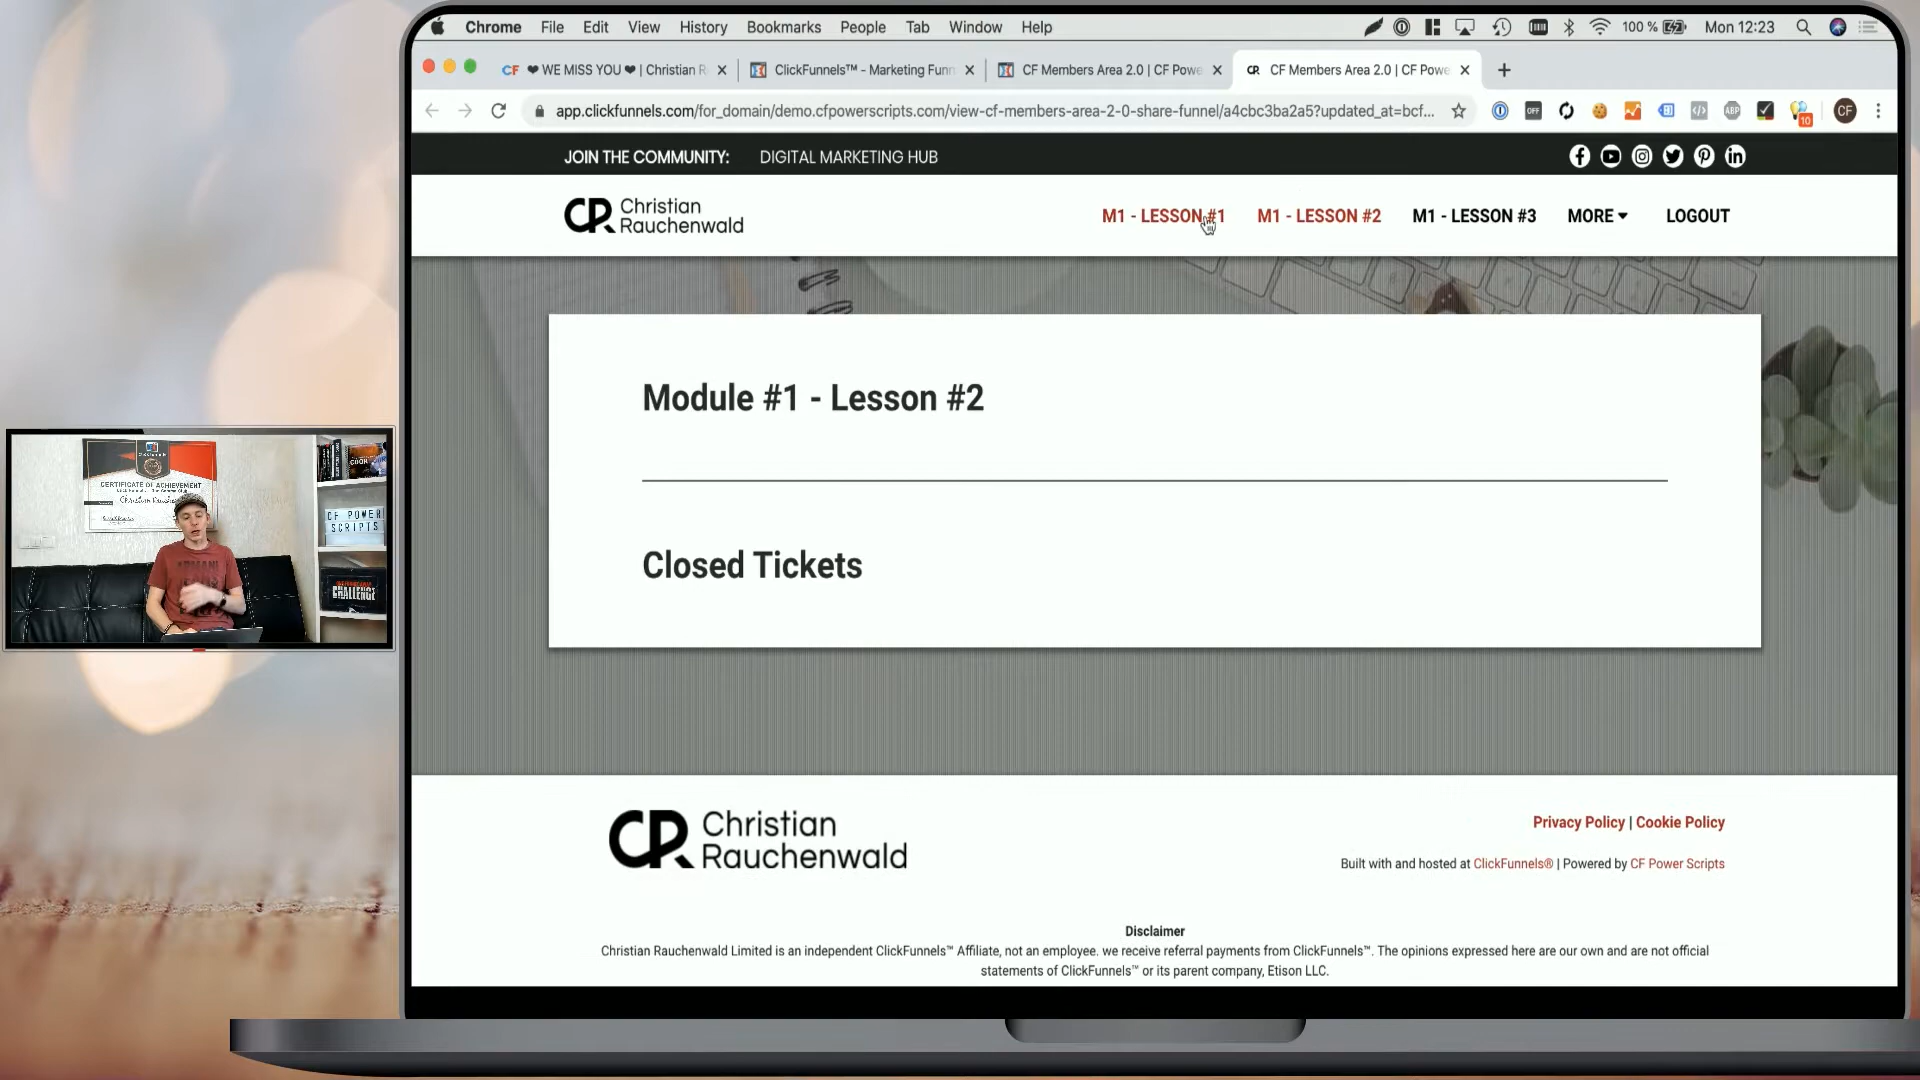 Chrome File Edit View History Bookmarks People Tab Window Help 100 % Mon 12:23
CF ❤ WE MISS YOU ❤ | Christian R
ClickFunnels™ - Marketing Funn
CF Members Area 2.0 | CF Powe
CR CF Members Area 2.0 | CF Powe
app.clickfunnels.com/for_domain/demo.cfpowerscripts.com/view-cf-members-area-2-0-share-funnel/a4cbc3ba2a5?updated_at=bcf...
OFF
ABP
10
CF
JOIN THE COMMUNITY: DIGITAL MARKETING HUB
CR Christian
Rauchenwald
M1 - LESSON #1 M1 - LESSON #2 M1 - LESSON #3 MORE LOGOUT
Module #1 - Lesson #2
Closed Tickets
CERTIFICATE OF ACHIEVEMENT
CF POWER
SCRIPTS
CHALLENGE
CR Christian
Rauchenwald
Privacy Policy | Cookie Policy
Built with and hosted at ClickFunnels® | Powered by CF Power Scripts
Disclaimer
Christian Rauchenwald Limited is an independent ClickFunnels™ Affiliate, not an employee. we receive referral payments from ClickFunnels™. The opinions expressed here are our own and are not official
statements of ClickFunnels™ or its parent company, Etison LLC.